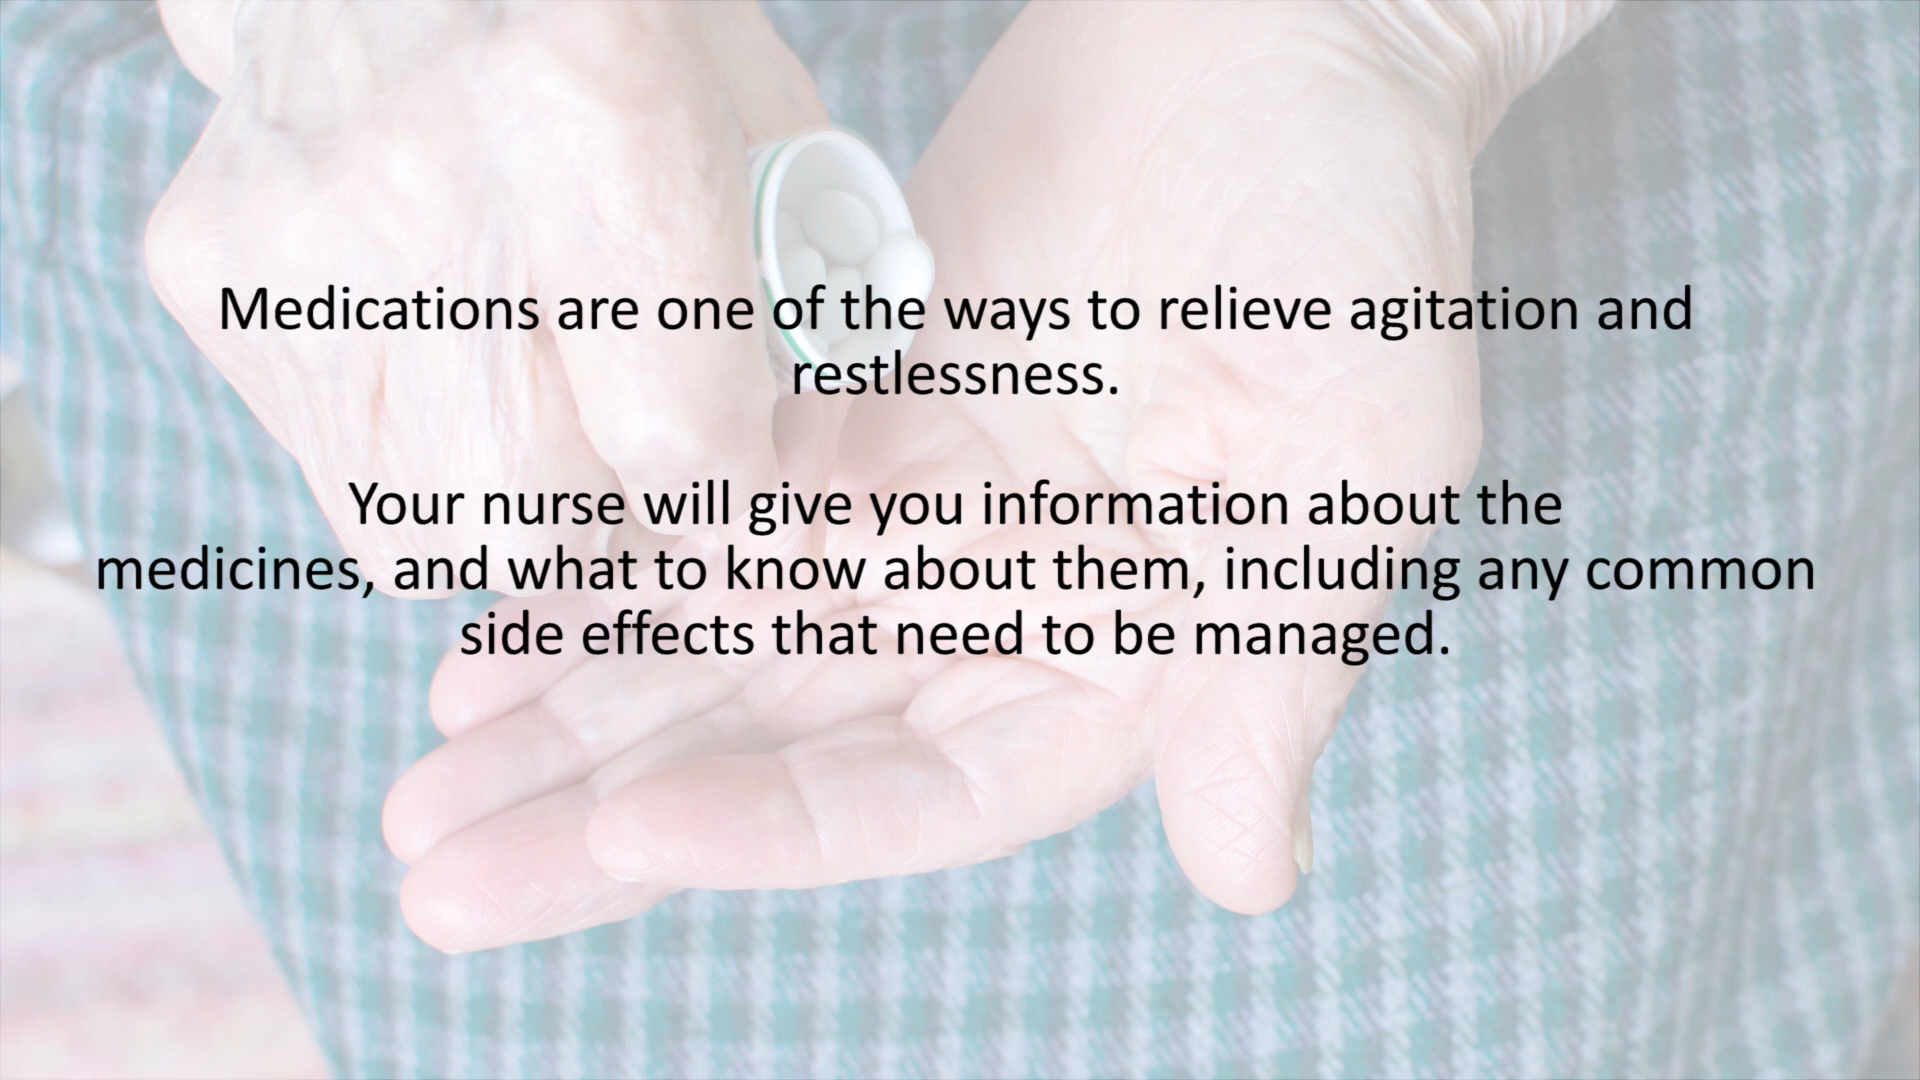 Medications are one of the ways to relieve agitation and
restlessness.
Your nurse will give you information about the
medicines, and what to know about them, including any common
side effects that need to be managed.